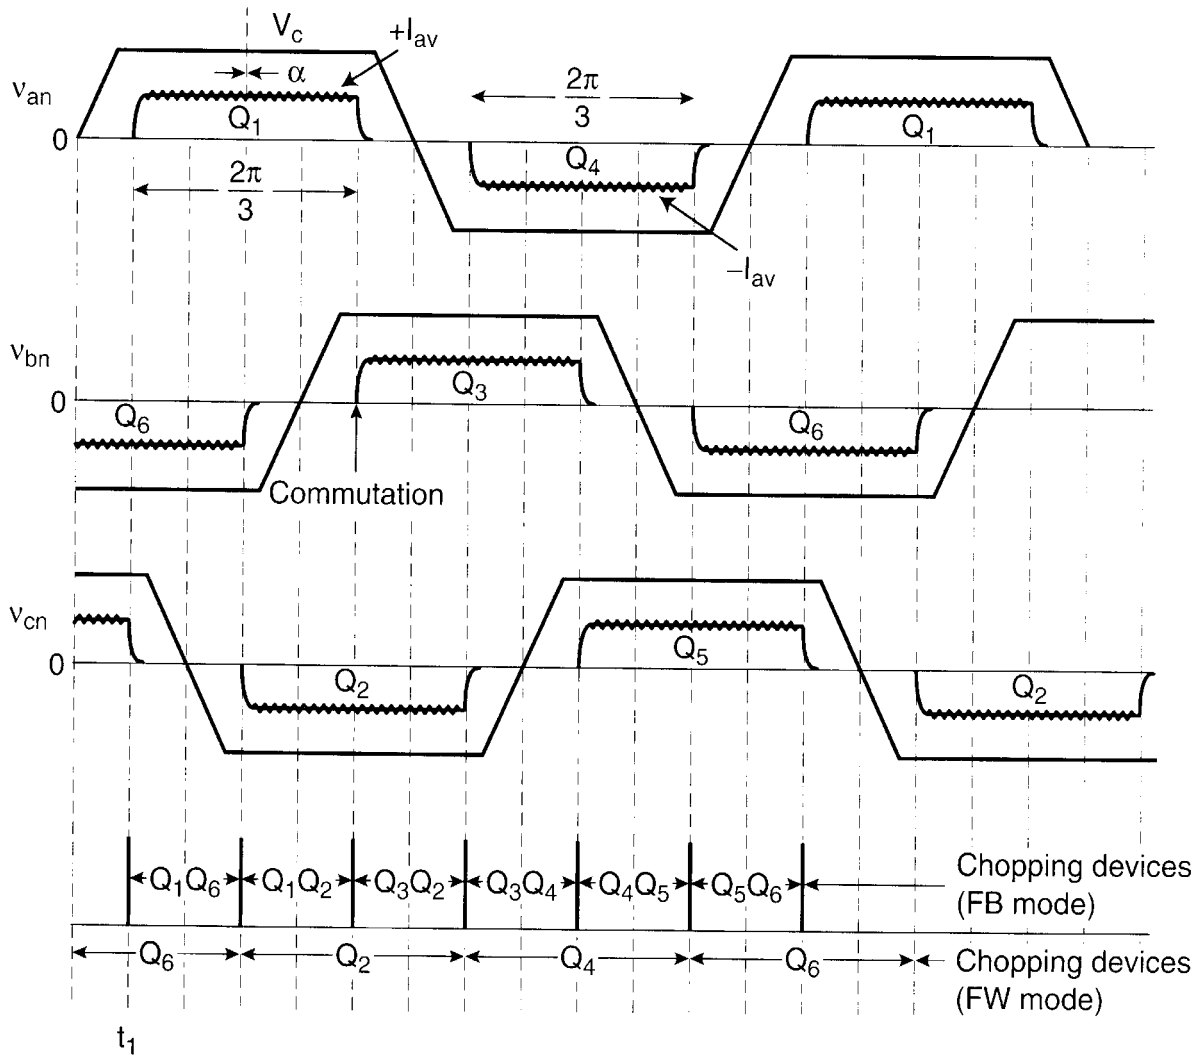 V_c
+I_av
α
v_an
0
Q_1
2π
3
2π
3
Q_4
Q_1
−I_av
v_bn
0
Q_6
Q_3
Q_6
Commutation
v_cn
0
Q_2
Q_5
Q_2
Q_1Q_6 Q_1Q_2 Q_3Q_2 Q_3Q_4 Q_4Q_5 Q_5Q_6
Chopping devices
(FB mode)
Q_6 Q_2 Q_4 Q_6
Chopping devices
(FW mode)
t_1